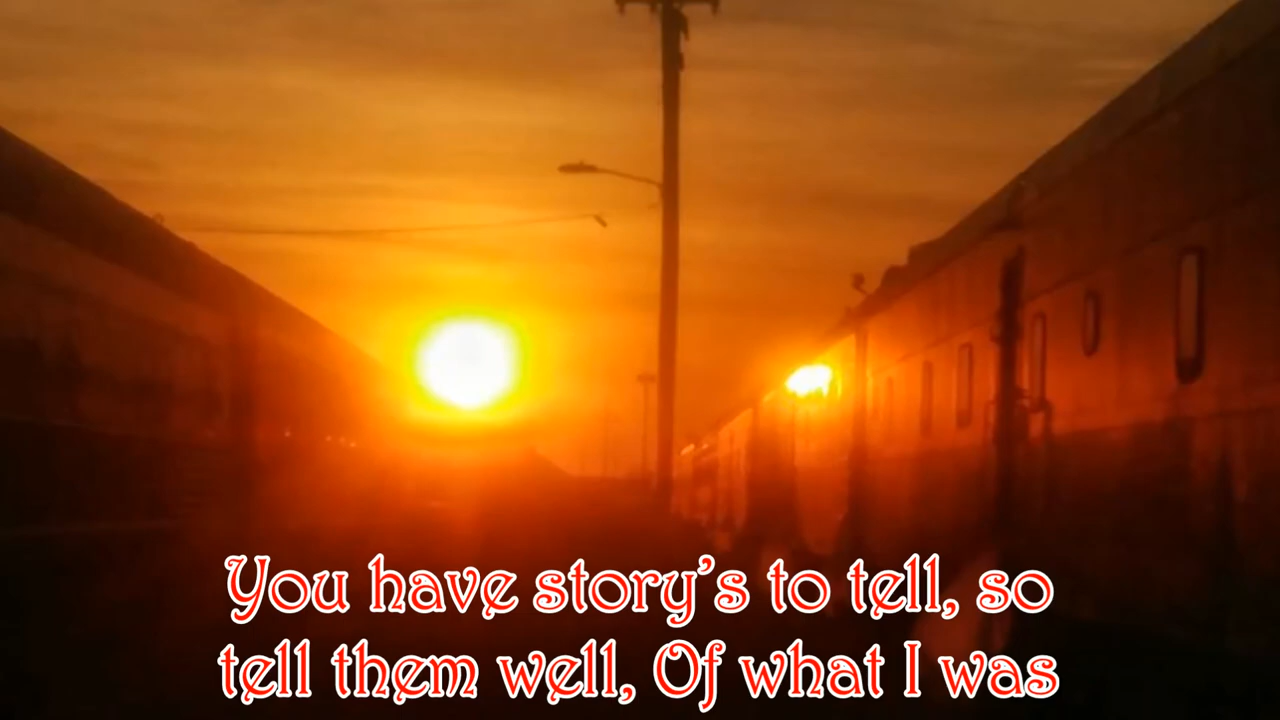 You have story’s to tell, so
tell them well, Of what I was